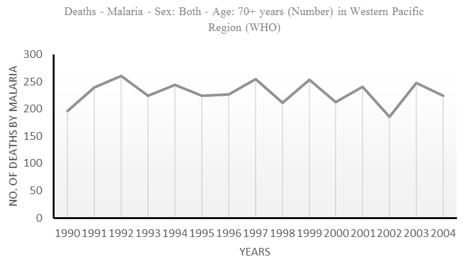 Deaths - Malaria - Sex: Both - Age: 70+ years (Number) in Western Pacific
Region (WHO)
NO. OF DEATHS BY MALARIA
300
250
200
150
100
50
0
1990 1991 1992 1993 1994 1995 1996 1997 1998 1999 2000 2001 2002 2003 2004
YEARS